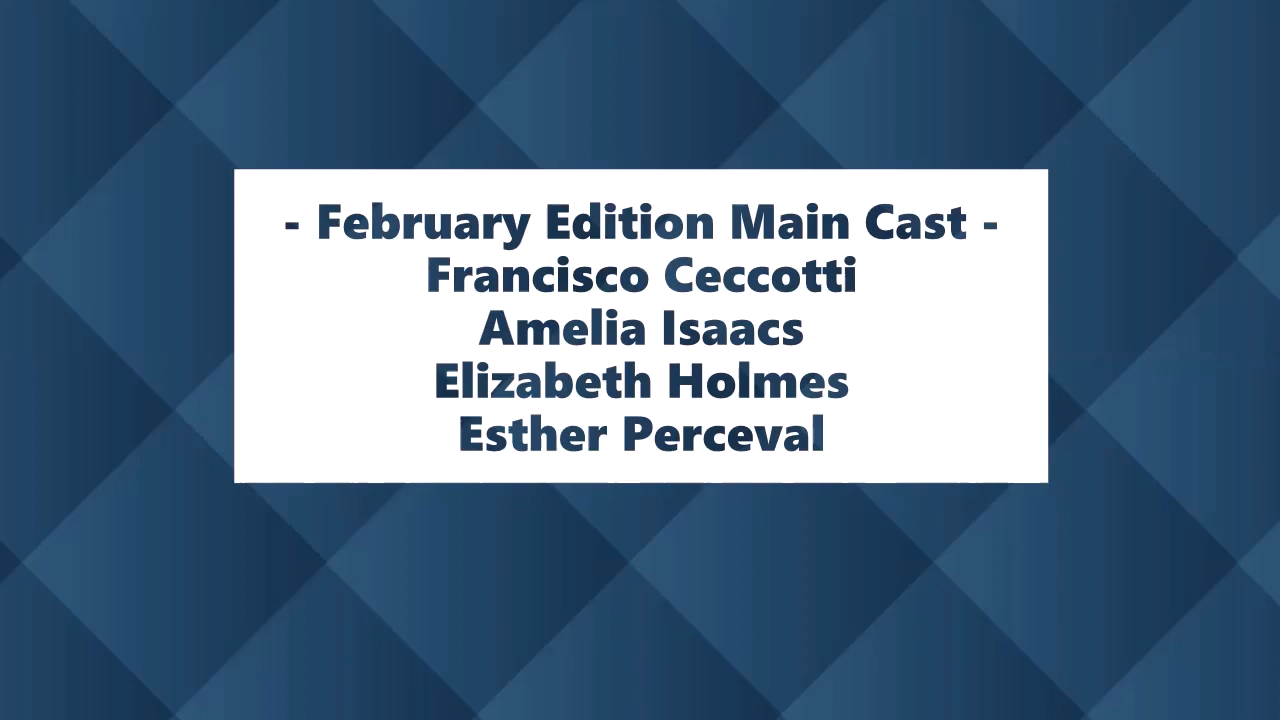 - February Edition Main Cast -
Francisco Ceccotti
Amelia Isaacs
Elizabeth Holmes
Esther Perceval